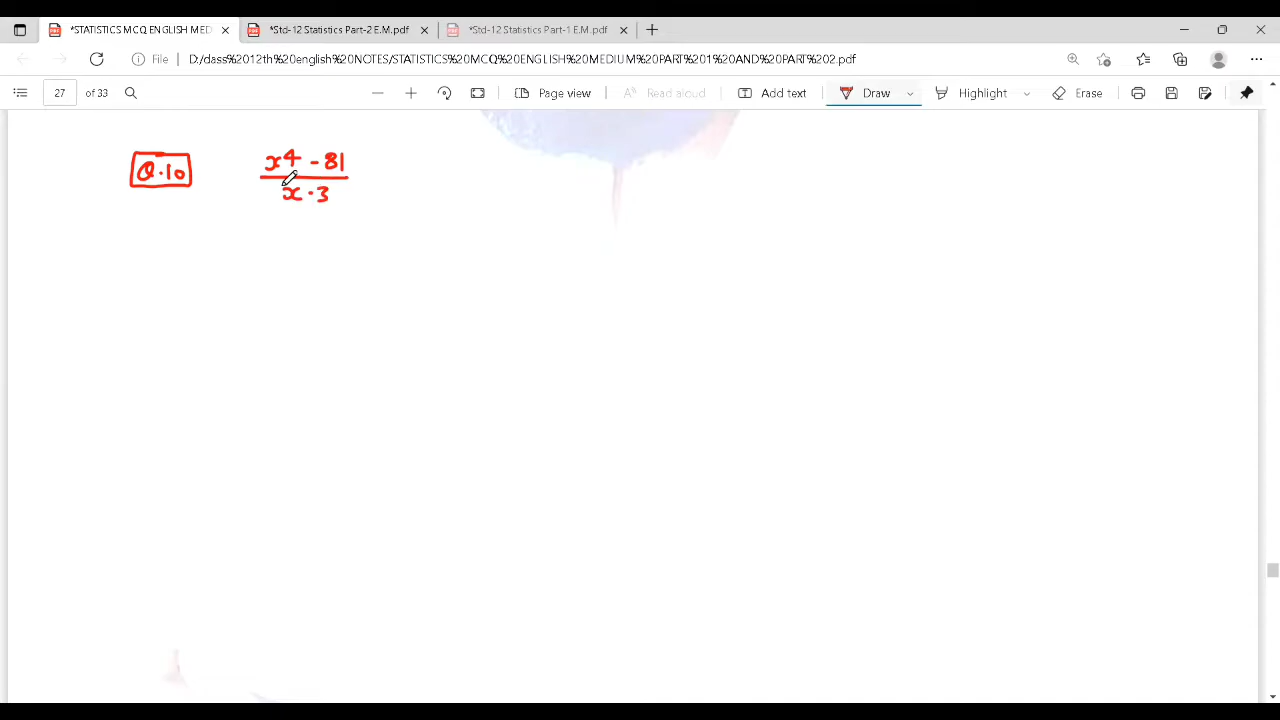 *STATISTICS MCQ ENGLISH MED
*Std-12 Statistics Part-2 E.M.pdf
*Std-12 Statistics Part-1 E.M.pdf
File D:/class%2012th%20english%20NOTES/STATISTICS%20MCQ%20ENGLISH%20MEDIUM%20PART%201%20AND%20PART%202.pdf
27 of 33 Page view Read aloud Add text Draw Highlight Erase
Q.10
x⁴ - 81
x · 3